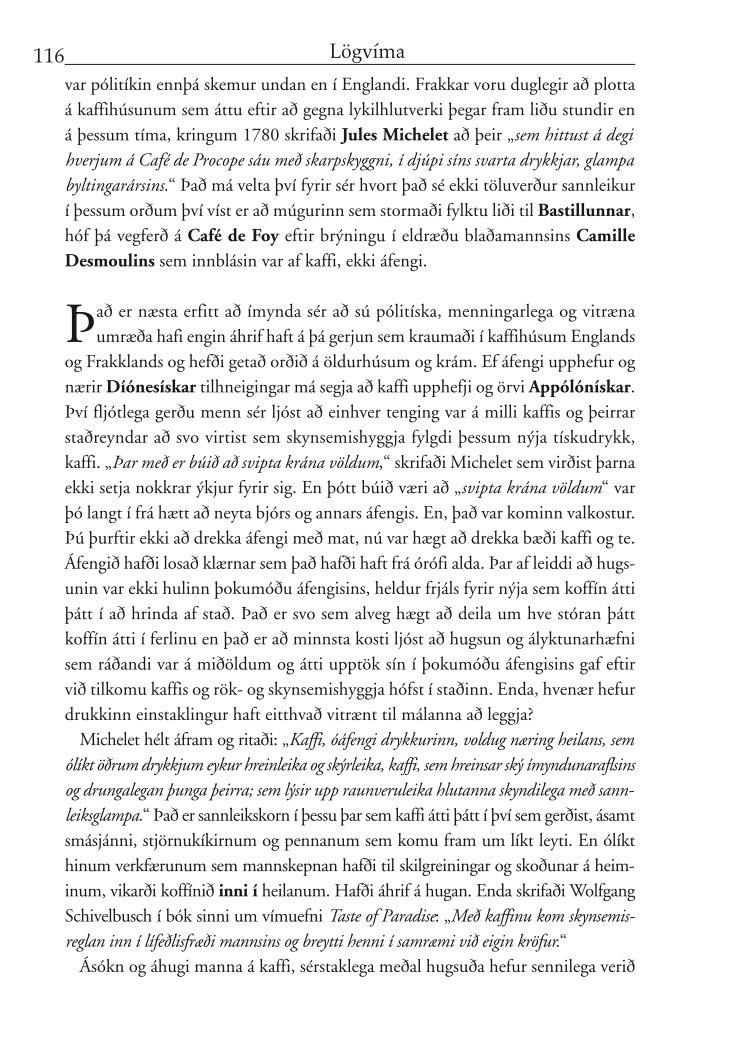 116
Lögvíma
var pólitíkin ennþá skemur undan en í Englandi. Frakkar voru duglegir að plotta
á kaffihúsunum sem áttu eftir að gegna lykilhlutverki þegar fram liðu stundir en
á þessum tíma, kringum 1780 skrifaði Jules Michelet að þeir „sem hittust á degi
hverjum á Café de Procope sáu með skarpskyggni, í djúpi síns svarta drykkjar, glampa
byltingarársins.“ Það má velta því fyrir sér hvort það sé ekki töluverður sannleikur
í þessum orðum því víst er að múgurinn sem stormaði fylktu liði til Bastillunnar,
hóf þá vegferð á Café de Foy eftir brýningu í eldræðu blaðamannsins Camille
Desmoulins sem innblásin var af kaffi, ekki áfengi.
Það er næsta erfitt að ímynda sér að sú pólitíska, menningarlega og vitræna
umræða hafi engin áhrif haft á þá gerjun sem kraumaði í kaffihúsum Englands
og Frakklands og hefði getað orðið á öldurhúsum og krám. Ef áfengi upphefur og
nærir Díónesískar tilhneigingar má segja að kaffi upphefji og örvi Appólónískar.
Því fljótlega gerðu menn sér ljóst að einhver tenging var á milli kaffis og þeirrar
staðreyndar að svo virtist sem skynsemishyggja fylgdi þessum nýja tískudrykk,
kaffi. „Þar með er búið að svipta krána völdum,“ skrifaði Michelet sem virðist þarna
ekki setja nokkrar ýkjur fyrir sig. En þótt búið væri að „svipta krána völdum“ var
þó langt í frá hætt að neyta bjórs og annars áfengis. En, það var kominn valkostur.
Þú þurftir ekki að drekka áfengi með mat, nú var hægt að drekka bæði kaffi og te.
Áfengið hafði losað klærnar sem það hafði haft frá órófi alda. Þar af leiddi að hugs-
unin var ekki hulinn þokumóðu áfengisins, heldur frjáls fyrir nýja sem koffín átti
þátt í að hrinda af stað. Það er svo sem alveg hægt að deila um hve stóran þátt
koffín átti í ferlinu en það er að minnsta kosti ljóst að hugsun og ályktunarhæfni
sem ráðandi var á miðöldum og átti upptök sín í þokumóðu áfengisins gaf eftir
við tilkomu kaffis og rök- og skynsemishyggja hófst í staðinn. Enda, hvenær hefur
drukkinn einstaklingur haft eitthvað vitrænt til málanna að leggja?
Michelet hélt áfram og ritaði: „Kaffi, óáfengi drykkurinn, voldug næring heilans, sem
ólíkt öðrum drykkjum eykur hreinleika og skýrleika, kaffi, sem hreinsar ský ímyndunaraflsins
og drungalegan þunga þeirra; sem lýsir upp raunveruleika hlutanna skyndilega með sann-
leiksglampa.“ Það er sannleikskorn í þessu þar sem kaffi átti þátt í því sem gerðist, ásamt
smásjánni, stjörnukíkirnum og pennanum sem komu fram um líkt leyti. En ólíkt
hinum verkfærunum sem mannskepnan hafði til skilgreiningar og skoðunar á heim-
inum, vikarði koffínið inni í heilanum. Hafði áhrif á hugan. Enda skrifaði Wolfgang
Schivelbusch í bók sinni um vímuefni Taste of Paradise: „Með kaffinu kom skynsemis-
reglan inn í lífeðlisfræði mannsins og breytti henni í samræmi við eigin kröfur.“
Ásókn og áhugi manna á kaffi, sérstaklega meðal hugsuða hefur sennilega verið